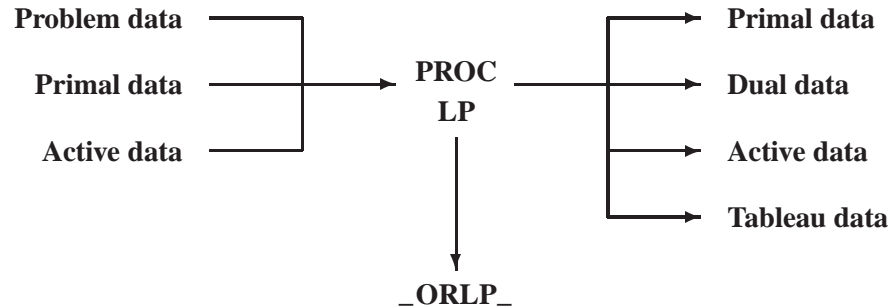 Problem data
Primal data
Active data
PROC
LP
_ORLP_
Primal data
Dual data
Active data
Tableau data